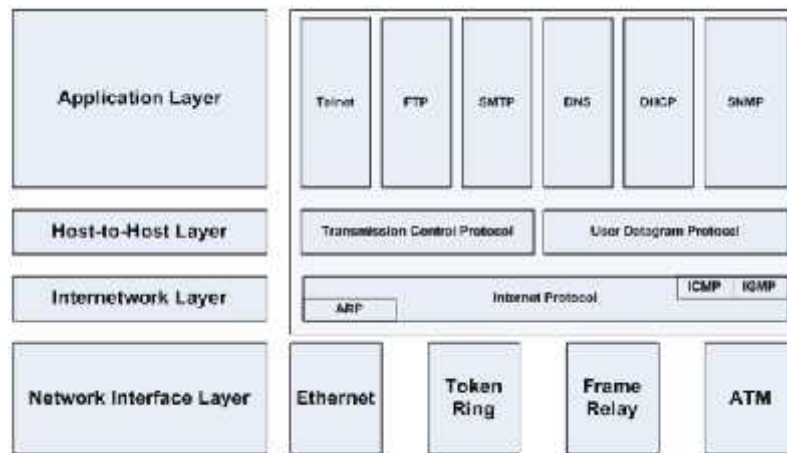 Application Layer
Telnet
FTP
SMTP
DNS
DHCP
SNMP
Host-to-Host Layer
Transmission Control Protocol
User Datagram Protocol
Internetwork Layer
Internet Protocol
ICMP
IGMP
ARP
Network Interface Layer
Ethernet
Token
Ring
Frame
Relay
ATM